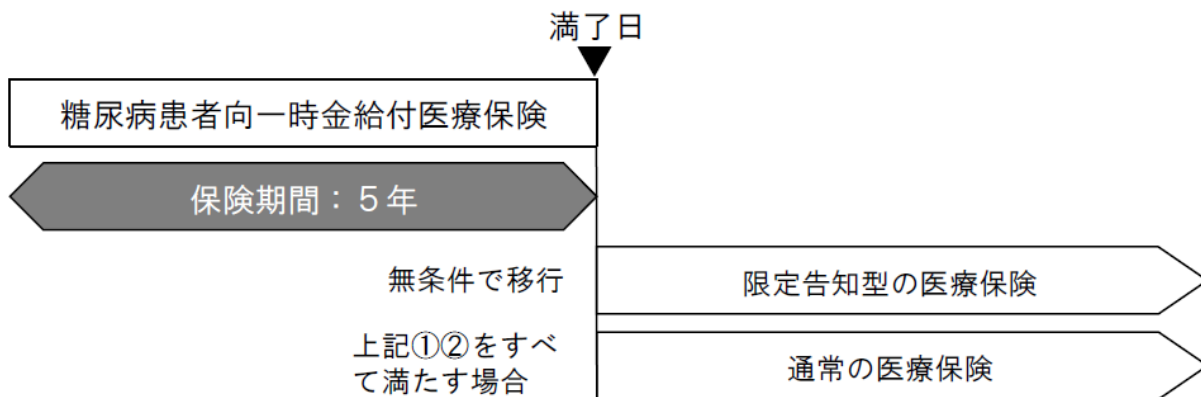 満了日
糖尿病患者向一時金給付医療保険
保険期間：５年
無条件で移行
限定告知型の医療保険
上記①②をすべ
て満たす場合
通常の医療保険